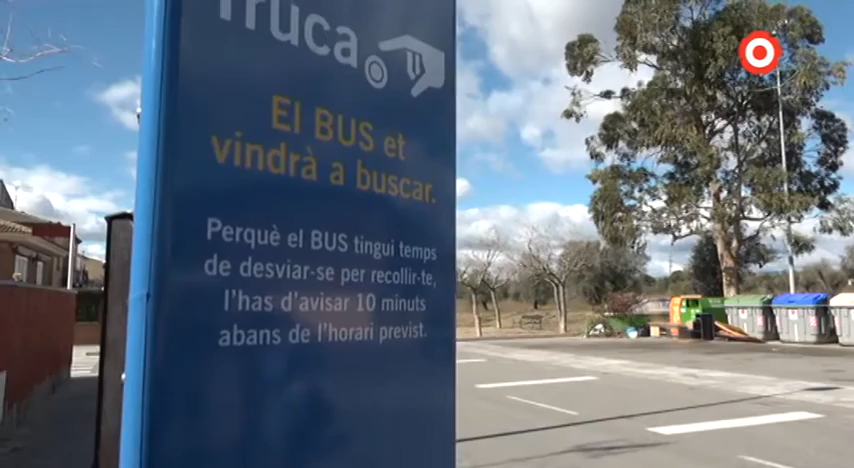 Truca
El BUS et
vindrà a buscar.
Perquè el BUS tingui temps
de desviar-se per recollir-te,
l'has d'avisar 10 minuts
abans de l'horari previst.